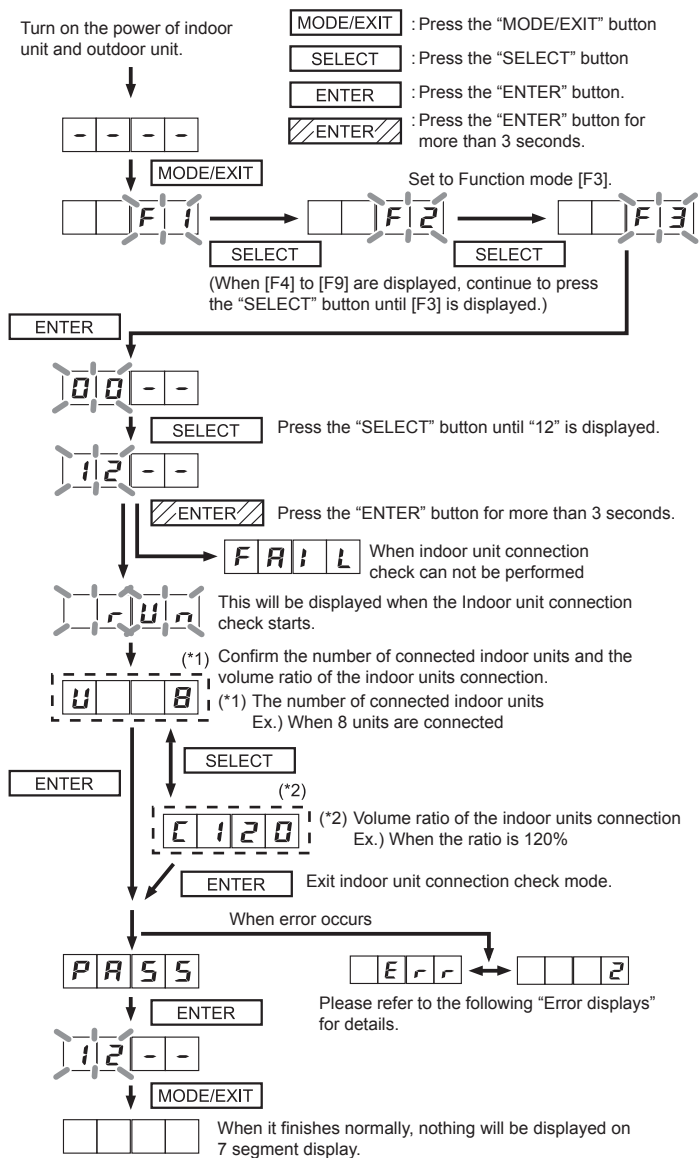 Turn on the power of indoor
unit and outdoor unit.
MODE/EXIT : Press the “MODE/EXIT” button
SELECT : Press the “SELECT” button
ENTER : Press the “ENTER” button.
ENTER : Press the “ENTER” button for
more than 3 seconds.
- - - -
MODE/EXIT
Set to Function mode [F3].
F 1
F 2
F 3
SELECT
SELECT
(When [F4] to [F9] are displayed, continue to press
the “SELECT” button until [F3] is displayed.)
ENTER
0 0 - -
SELECT Press the “SELECT” button until “12” is displayed.
1 2 - -
ENTER Press the “ENTER” button for more than 3 seconds.
F A I L When indoor unit connection
check can not be performed
r U n This will be displayed when the Indoor unit connection
check starts.
(*1) Confirm the number of connected indoor units and the
volume ratio of the indoor units connection.
U 8 (*1) The number of connected indoor units
Ex.) When 8 units are connected
SELECT
ENTER
(*2)
C 1 2 0 (*2) Volume ratio of the indoor units connection
Ex.) When the ratio is 120%
ENTER Exit indoor unit connection check mode.
When error occurs
P A S S
E r r
2
Please refer to the following “Error displays”
for details.
ENTER
1 2 - -
MODE/EXIT
When it finishes normally, nothing will be displayed on
7 segment display.